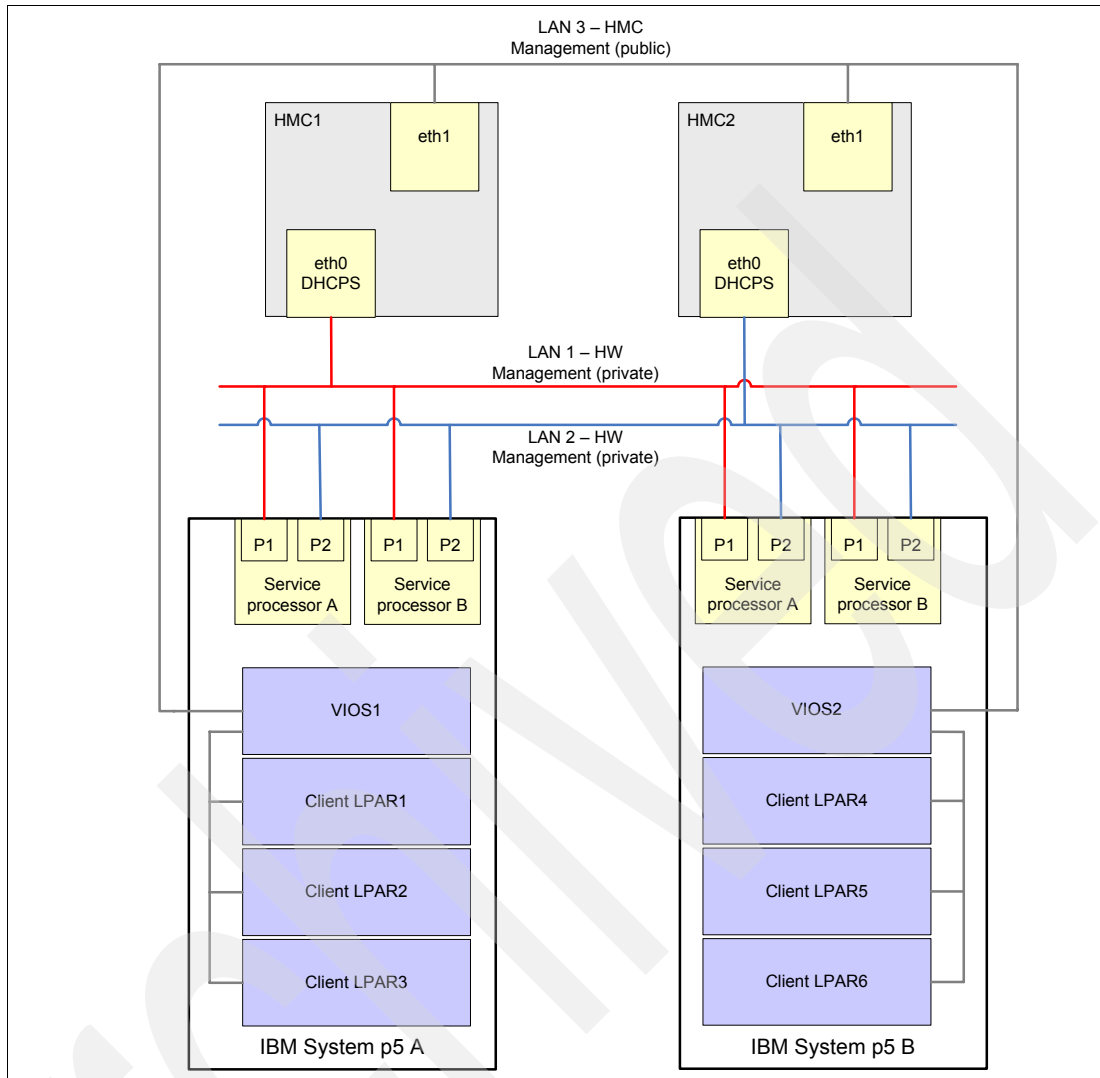 LAN 3 – HMC
Management (public)
HMC1
eth1
HMC2
eth1
eth0
DHCPS
eth0
DHCPS
LAN 1 – HW
Management (private)
LAN 2 – HW
Management (private)
P1
P2
P1
P2
Service
processor A
Service
processor B
P1
P2
P1
P2
Service
processor A
Service
processor B
VIOS1
Client LPAR1
Client LPAR2
Client LPAR3
IBM System p5 A
VIOS2
Client LPAR4
Client LPAR5
Client LPAR6
IBM System p5 B